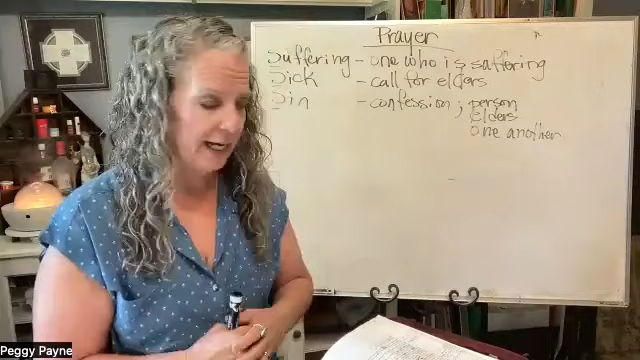 Prayer
Suffering - one who is suffering
Sick - call for elders
Sin - confession ; person
elders
one another
Peggy Payne